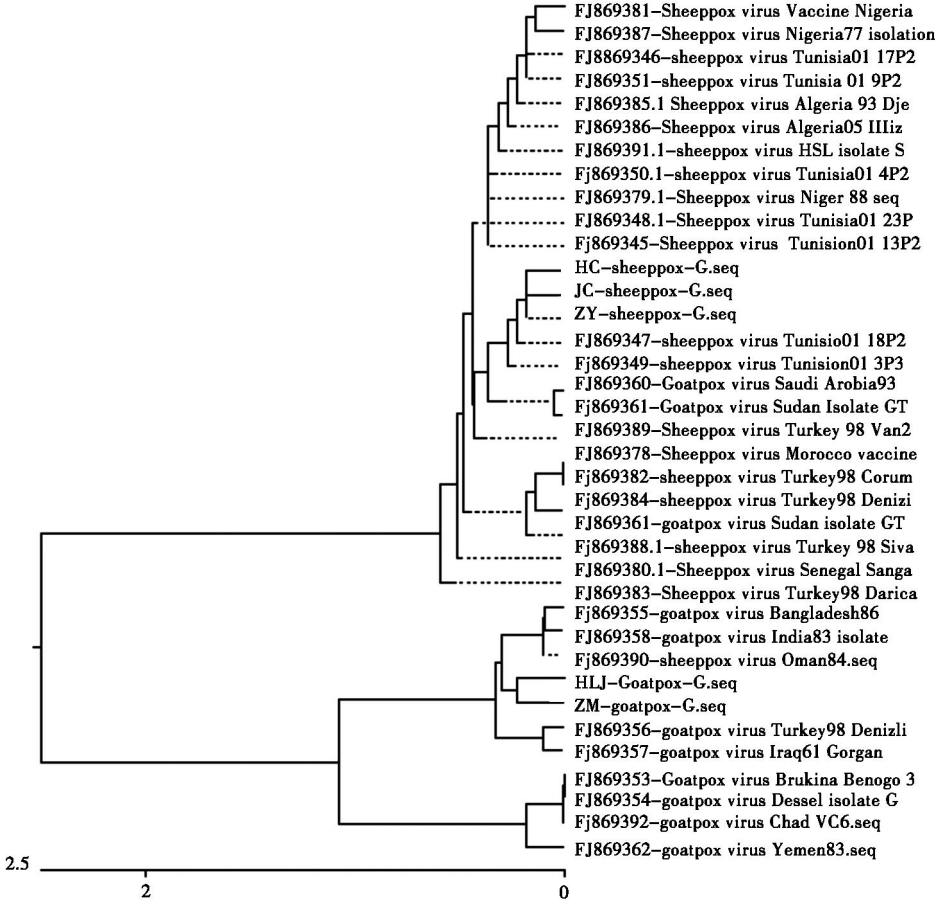 FJ869381-Sheeppox virus Vaccine Nigeria
FJ869387-Sheeppox virus Nigeria77 isolation
FJ8869346-sheeppox virus Tunisia01 17P2
FJ869351-sheeppox virus Tunisia 01 9P2
FJ869385.1 Sheeppox virus Algeria 93 Dje
FJ869386-Sheeppox virus Algeria05 IIIiz
FJ869391.1-sheeppox virus HSL isolate S
Fj869350.1-sheeppox virus Tunisia01 4P2
FJ869379.1-Sheeppox virus Niger 88 seq
FJ869348.1-Sheeppox virus Tunisia01 23P
Fj869345-Sheeppox virus Tunision01 13P2
HC-sheeppox-G.seq
JC-sheeppox-G.seq
ZY-sheeppox-G.seq
FJ869347-sheeppox virus Tunisio01 18P2
Fj869349-sheeppox virus Tunision01 3P3
FJ869360-Goatpox virus Saudi Arobia93
Fj869361-Goatpox virus Sudan Isolate GT
FJ869389-Sheeppox virus Turkey 98 Van2
FJ869378-Sheeppox virus Morocco vaccine
Fj869382-sheeppox virus Turkey98 Corum
Fj869384-sheeppox virus Turkey98 Denizi
FJ869361-goatpox virus Sudan isolate GT
Fj869388.1-sheeppox virus Turkey 98 Siva
FJ869380.1-Sheeppox virus Senegal Sanga
FJ869383-Sheeppox virus Turkey98 Darica
Fj869355-goatpox virus Bangladesh86
FJ869358-goatpox virus India83 isolate
Fj869390-sheeppox virus Oman84.seq
HLJ-Goatpox-G.seq
ZM-goatpox-G.seq
FJ869356-goatpox virus Turkey98 Denizli
Fj869357-goatpox virus Iraq61 Gorgan
FJ869353-Goatpox virus Brukina Benogo 3
FJ869354-goatpox virus Dessel isolate G
Fj869392-goatpox virus Chad VC6.seq
FJ869362-goatpox virus Yemen83.seq
2.5
2 0